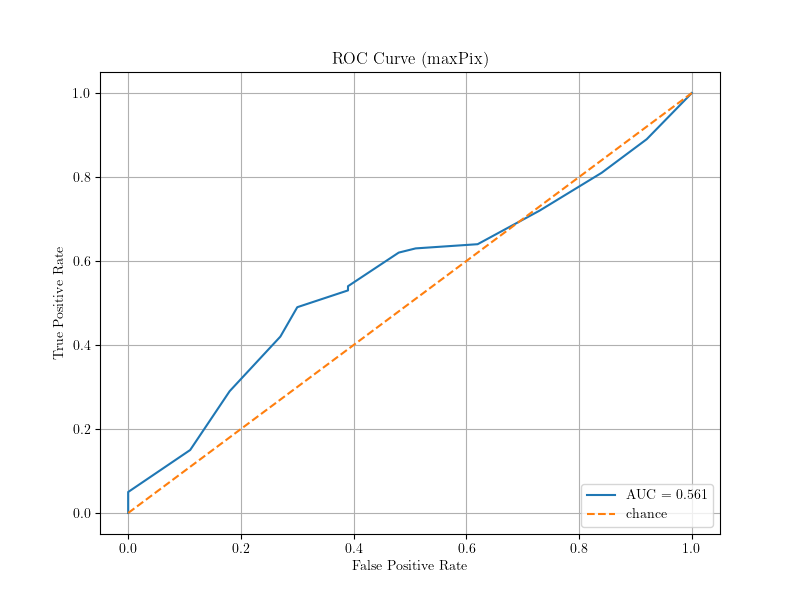 ROC Curve (maxPix)
True Positive Rate
1.0
0.8
0.6
0.4
0.2
0.0
AUC = 0.561
chance
0.0 0.2 0.4 0.6 0.8 1.0
False Positive Rate